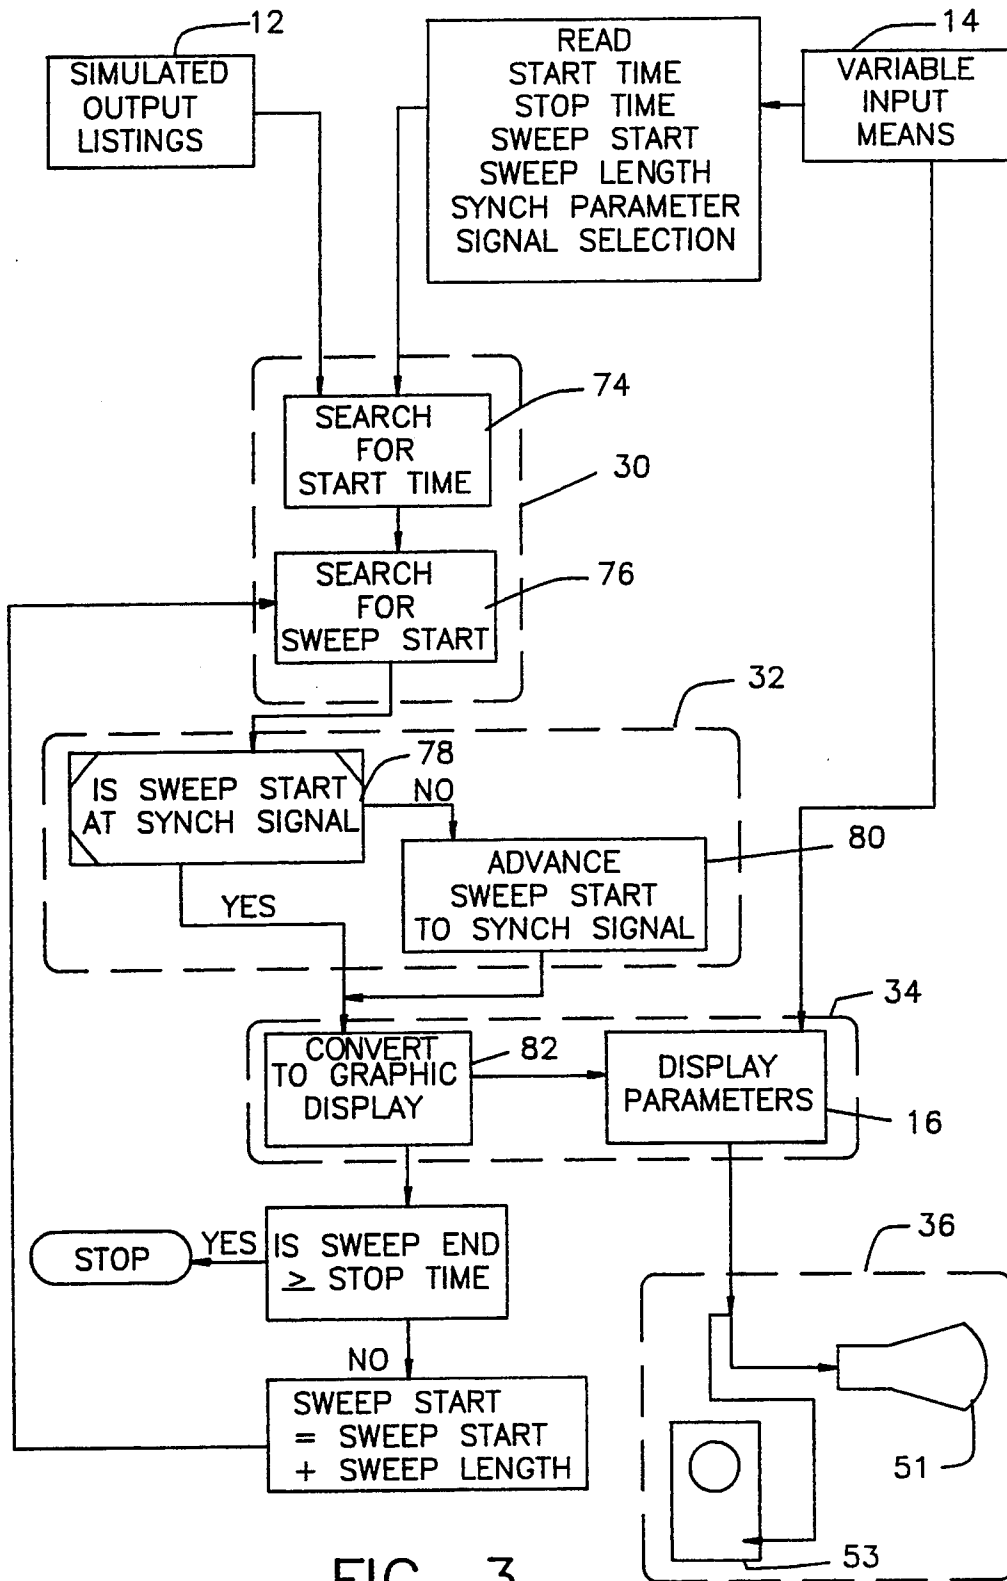 12
SIMULATED
OUTPUT
LISTINGS
READ
START TIME
STOP TIME
SWEEP START
SWEEP LENGTH
SYNCH PARAMETER
SIGNAL SELECTION
14
VARIABLE
INPUT
MEANS
SEARCH
FOR
START TIME
74
30
SEARCH
FOR
SWEEP START
76
32
IS SWEEP START
AT SYNCH SIGNAL
78
NO
YES
ADVANCE
SWEEP START
TO SYNCH SIGNAL
80
34
CONVERT
TO GRAPHIC
DISPLAY
82
DISPLAY
PARAMETERS
16
STOP
YES
IS SWEEP END
≥ STOP TIME
NO
SWEEP START
= SWEEP START
+ SWEEP LENGTH
36
51
53
FIG. 3